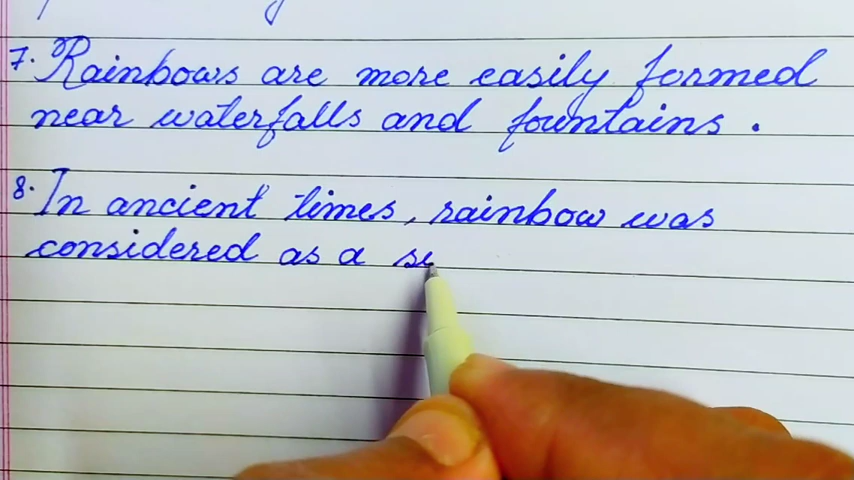 7. Rainbows are more easily formed
near waterfalls and fountains.
8. In ancient times, rainbow was
considered as a